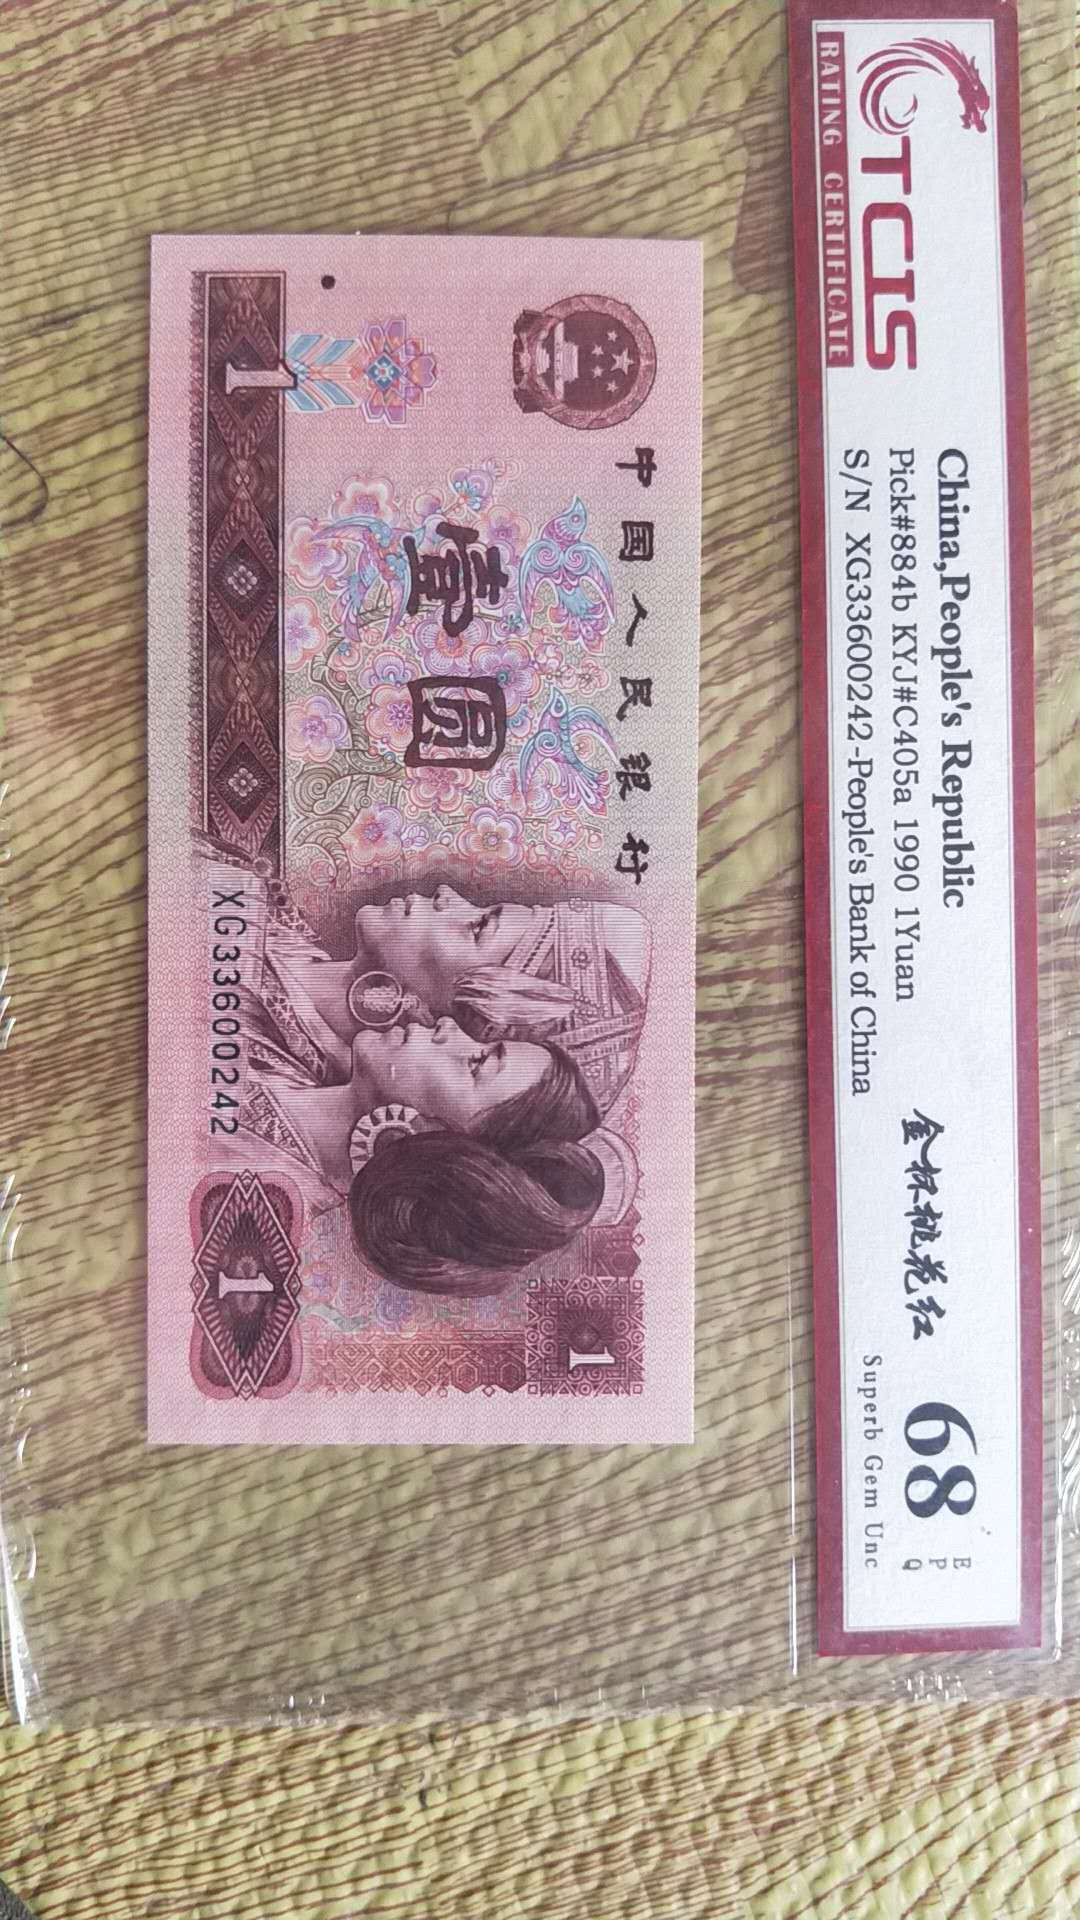 TCIS
RATING CERTIFICATE
China,People's Republic
Pick#884b KYJ#C405a 1990 1Yuan
S/N XG33600242-People's Bank of China
金标桃花红
68
EPQ
Superb Gem Unc
中国人民银行
壹圆
1
XG33600242
1
1